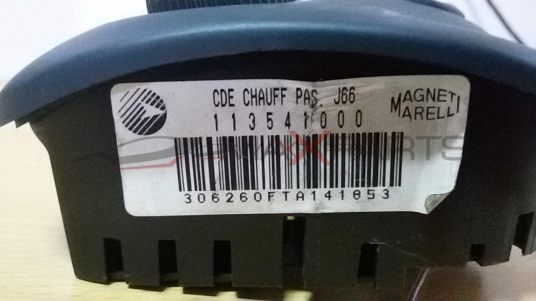 CDE CHAUFF PAS. J66
113541000
MAGNETI
MARELLI
306260FTA141853